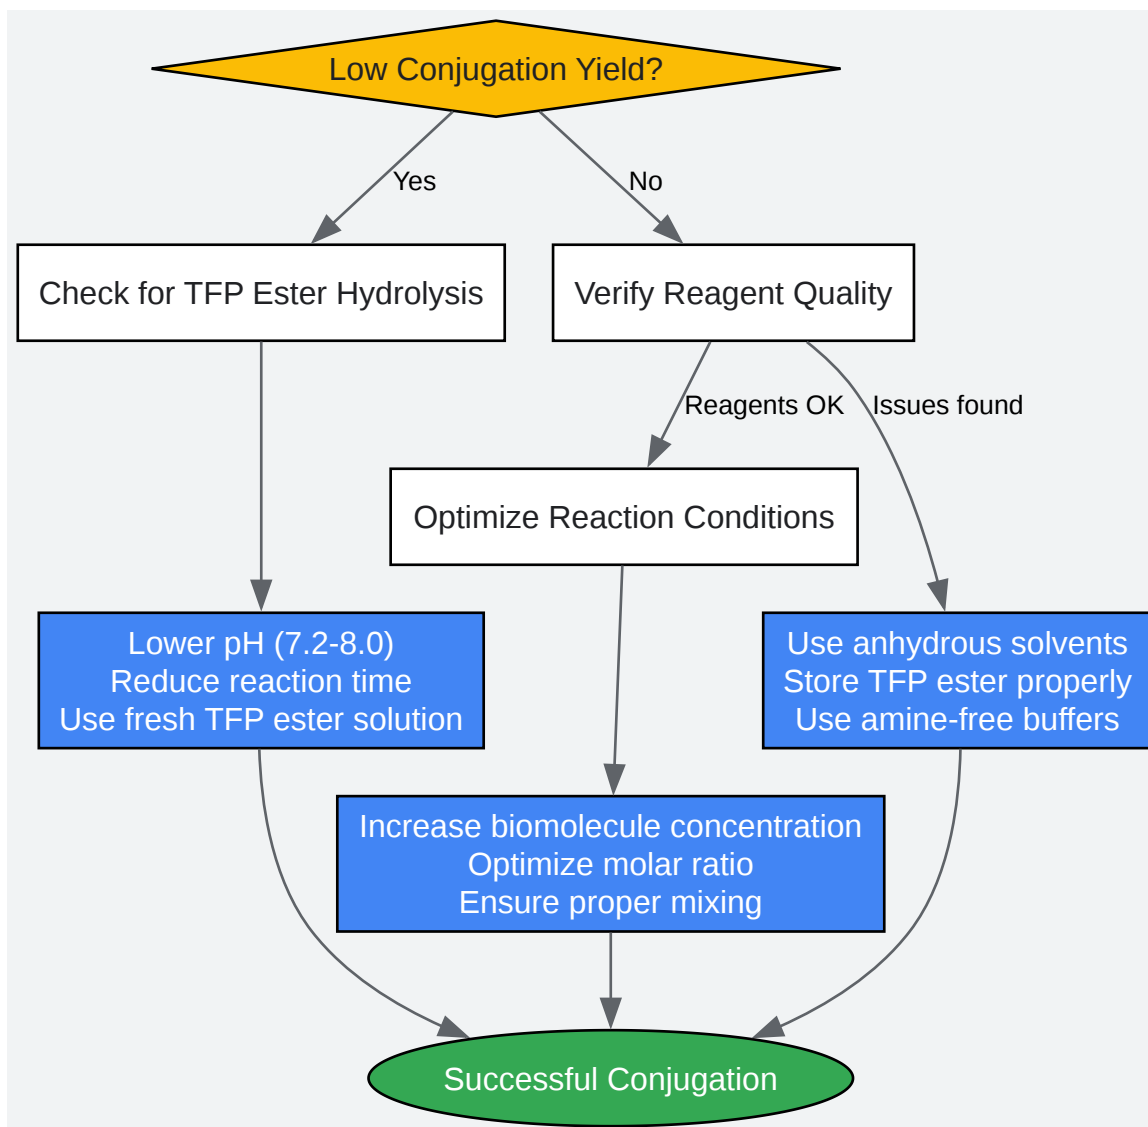 Low Conjugation Yield?
Yes
No
Check for TFP Ester Hydrolysis
Verify Reagent Quality
Reagents OK
Issues found
Optimize Reaction Conditions
Lower pH (7.2-8.0)
Reduce reaction time
Use fresh TFP ester solution
Use anhydrous solvents
Store TFP ester properly
Use amine-free buffers
Increase biomolecule concentration
Optimize molar ratio
Ensure proper mixing
Successful Conjugation